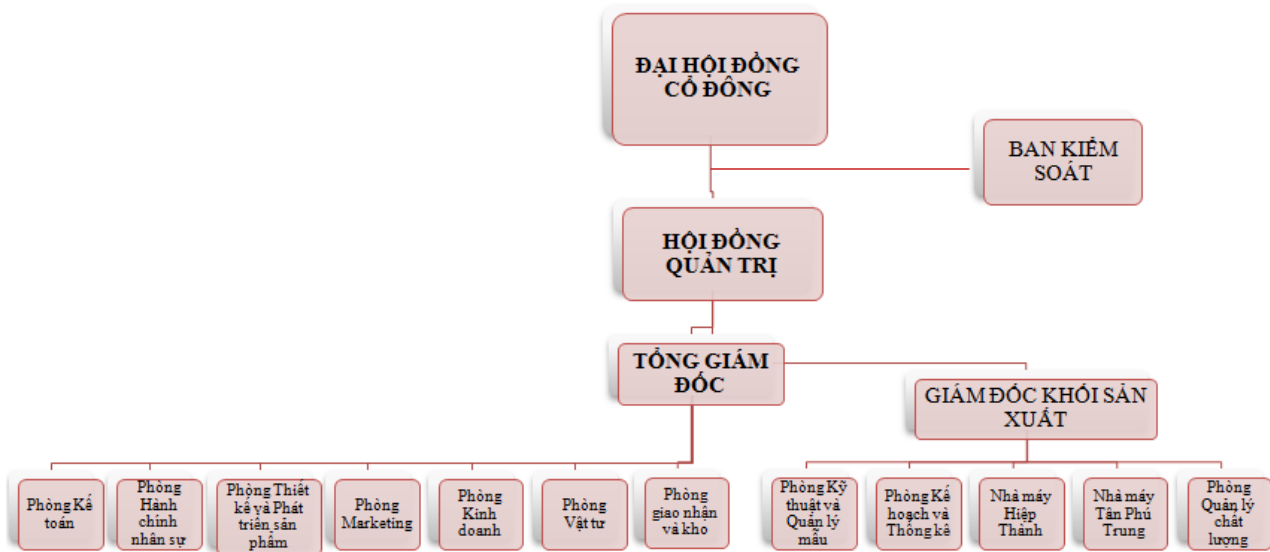 ĐẠI HỘI ĐỒNG
CỔ ĐÔNG
BAN KIỂM
SOÁT
HỘI ĐỒNG
QUẢN TRỊ
TỔNG GIÁM
ĐỐC
GIÁM ĐỐC KHỐI SẢN
XUẤT
Phòng Kế
toán
Phòng
Hành
chính
nhân sự
Phòng Thiết
kế và Phát
triển sản
phẩm
Phòng
Marketing
Phòng
Kinh
doanh
Phòng
Vật tư
Phòng
giao nhận
và kho
Phòng Kỹ
thuật và
Quản lý
mẫu
Phòng Kế
hoạch và
Thống kê
Nhà máy
Hiệp
Thành
Nhà máy
Tân Phú
Trung
Phòng
Quản lý
chất
lượng